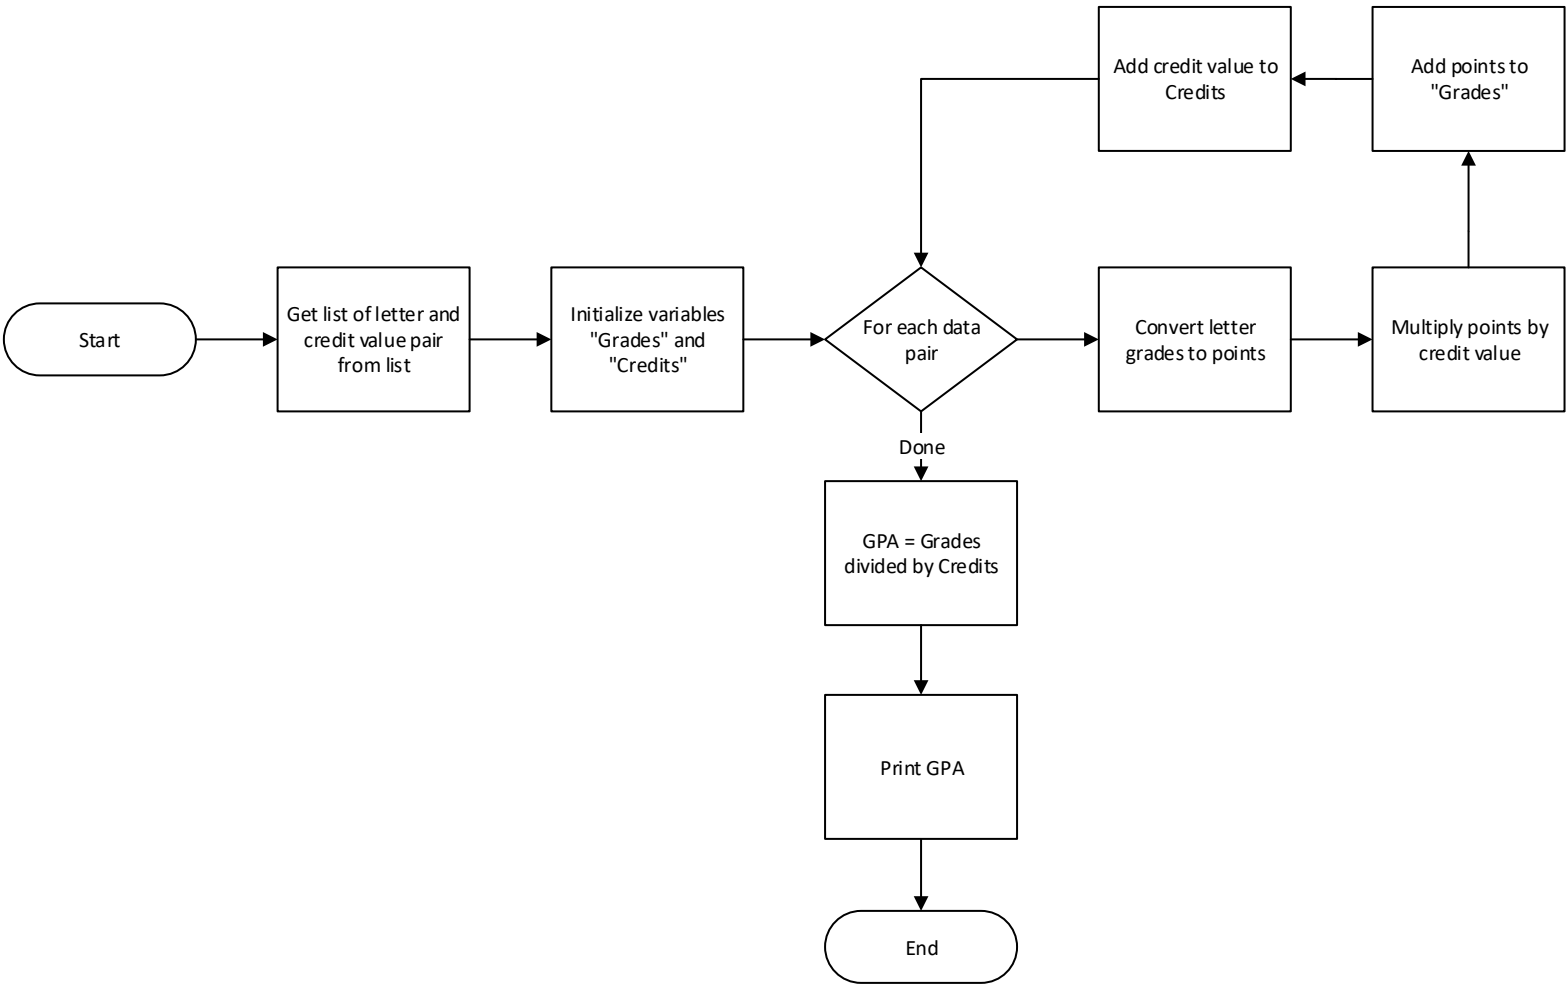 Start
Get list of letter and
credit value pair
from list
Initialize variables
"Grades" and
"Credits"
For each data
pair
Convert letter
grades to points
Multiply points by
credit value
Add points to
"Grades"
Add credit value to
Credits
Done
GPA = Grades
divided by Credits
Print GPA
End